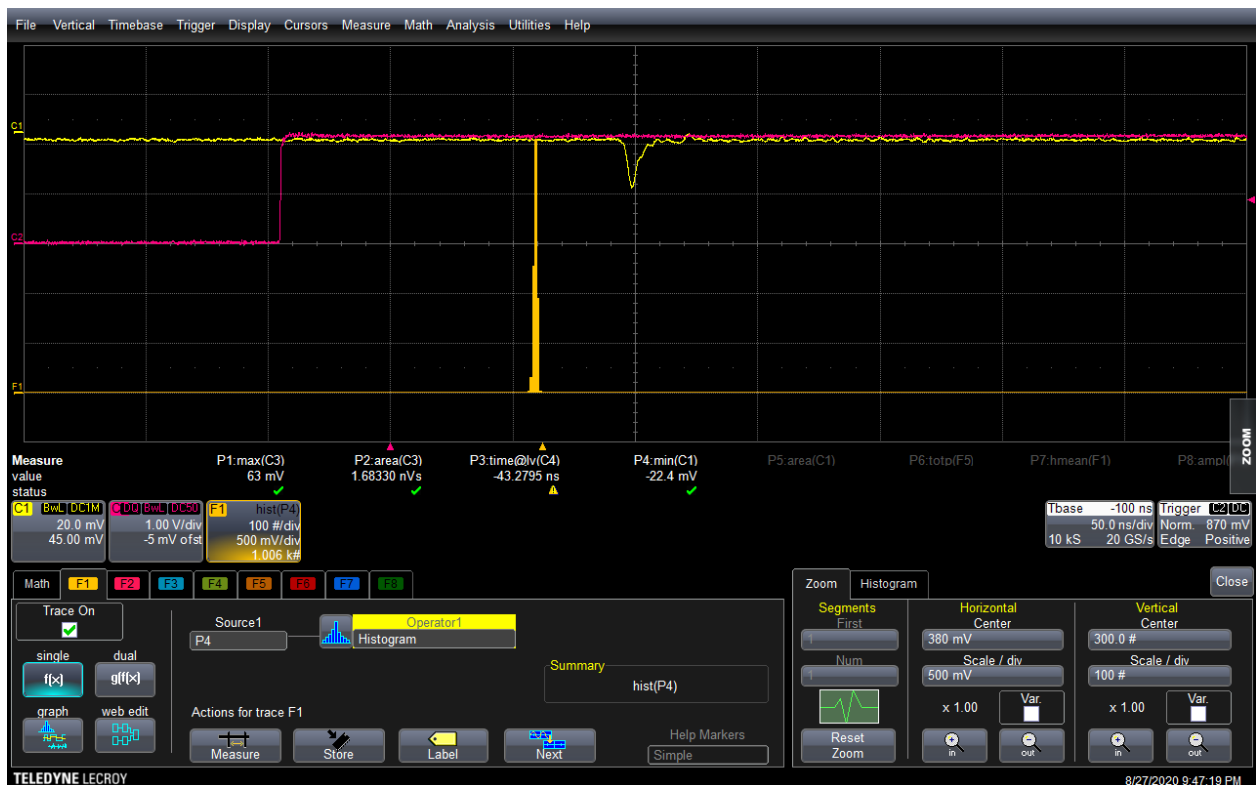 File Vertical Timebase Trigger Display Cursors Measure Math Analysis Utilities Help
C1
C2
F1
ZOOM
Measure P1:max(C3) P2:area(C3) P3:time@lv(C4) P4:min(C1) P5:area(C1) P6:totp(F5) P7:hmean(F1) P8:ampl(
value 63 mV 1.68330 nVs -43.2795 ns -22.4 mV
status
C1 BwL DC1M DQ BwL DC50 F1 hist(P4) Tbase -100 ns Trigger C2 DC
20.0 mV 1.00 V/div 100 #/div 50.0 ns/div Norm. 870 mV
45.00 mV -5 mV ofst 500 mV/div 10 kS 20 GS/s Edge Positive
1.006 k#
Math F1 F2 F3 F4 F5 F6 F7 F8 Zoom Histogram Close
Trace On
Source1
P4
Operator1
Histogram
single dual
f(x) g(f(x))
Summary
hist(P4)
graph web edit
Actions for trace F1
Measure Store Label Next
Help Markers
Simple
Segments
First
1
Num
1
Reset
Zoom
Horizontal
Center
380 mV
Scale / div
500 mV
x 1.00 Var.
in out
Vertical
Center
300.0 #
Scale / div
100 #
x 1.00 Var.
in out
TELEDYNE LECROY 8/27/2020 9:47:19 PM